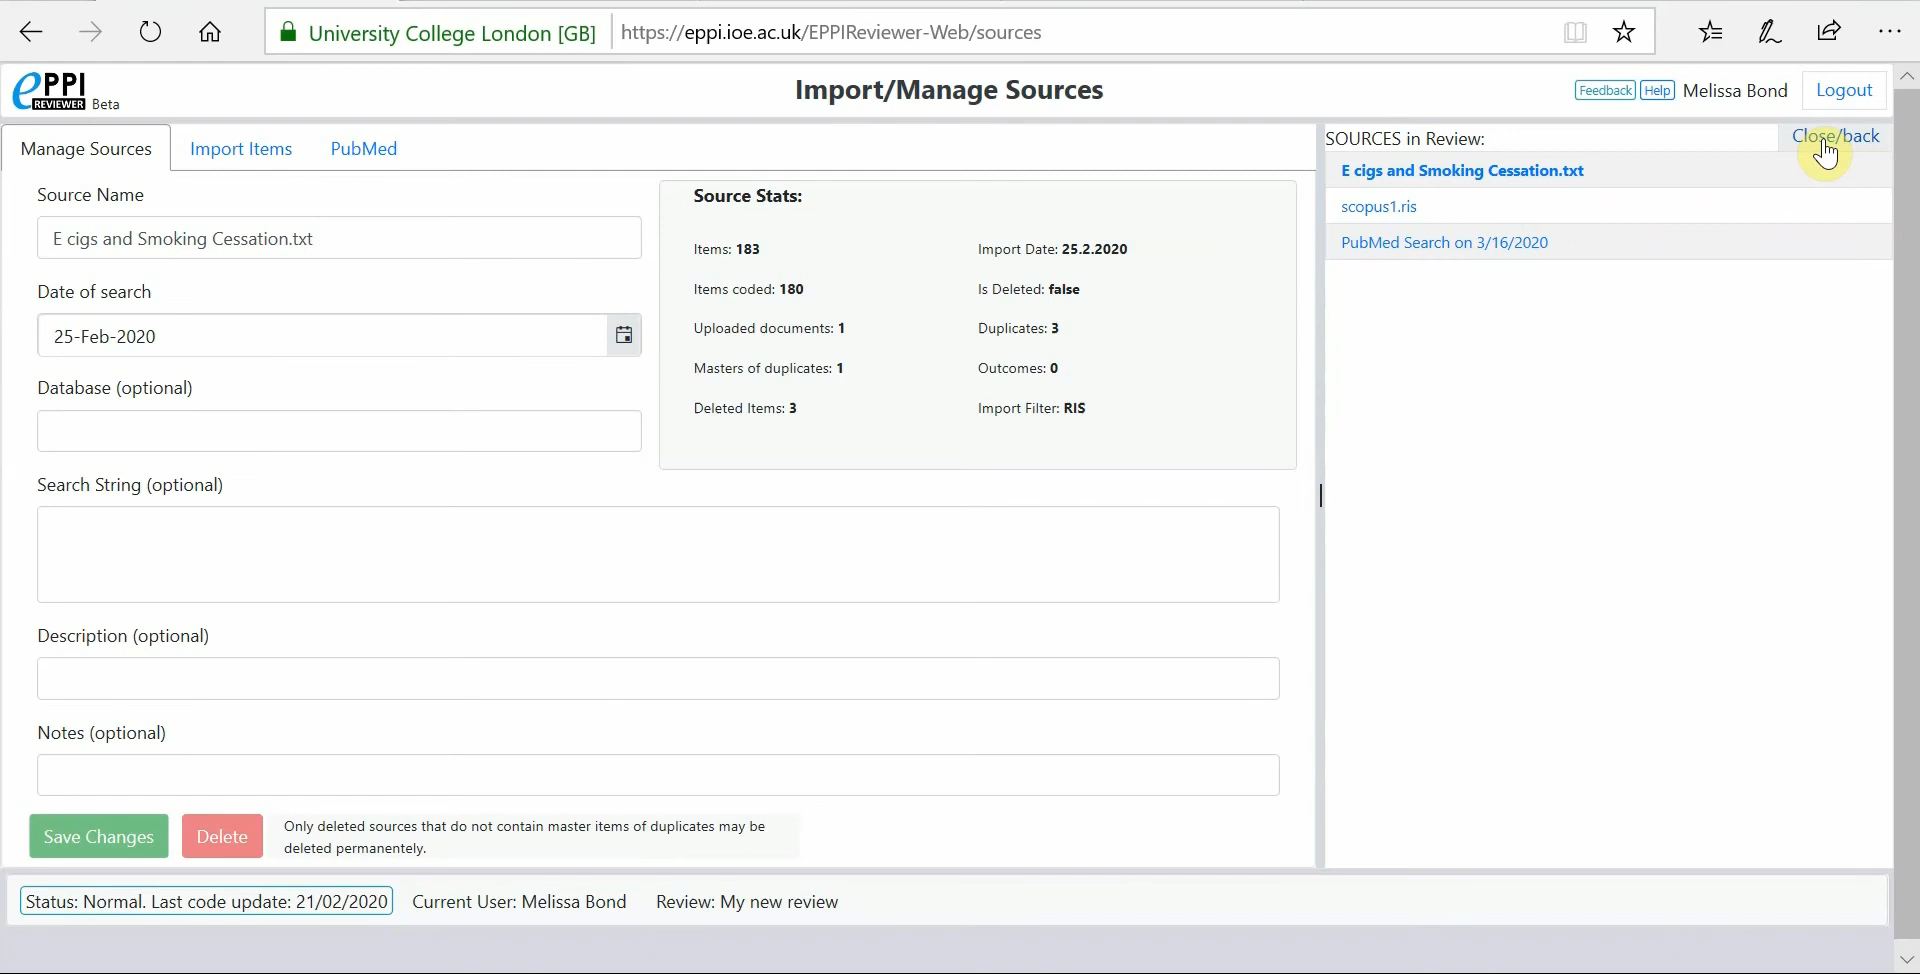 University College London [GB]
https://eppi.ioe.ac.uk/EPPIReviewer-Web/sources
ePPI
REVIEWER
Beta
Import/Manage Sources
Feedback
Help
Melissa Bond
Logout
Manage Sources
Import Items
PubMed
Source Name
E cigs and Smoking Cessation.txt
Date of search
25-Feb-2020
Database (optional)
Search String (optional)
Description (optional)
Notes (optional)
Save Changes
Delete
Only deleted sources that do not contain master items of duplicates may be
deleted permanentely.
Source Stats:
Items: 183
Import Date: 25.2.2020
Items coded: 180
Is Deleted: false
Uploaded documents: 1
Duplicates: 3
Masters of duplicates: 1
Outcomes: 0
Deleted Items: 3
Import Filter: RIS
SOURCES in Review:
Close/back
E cigs and Smoking Cessation.txt
scopus1.ris
PubMed Search on 3/16/2020
Status: Normal. Last code update: 21/02/2020
Current User: Melissa Bond
Review: My new review